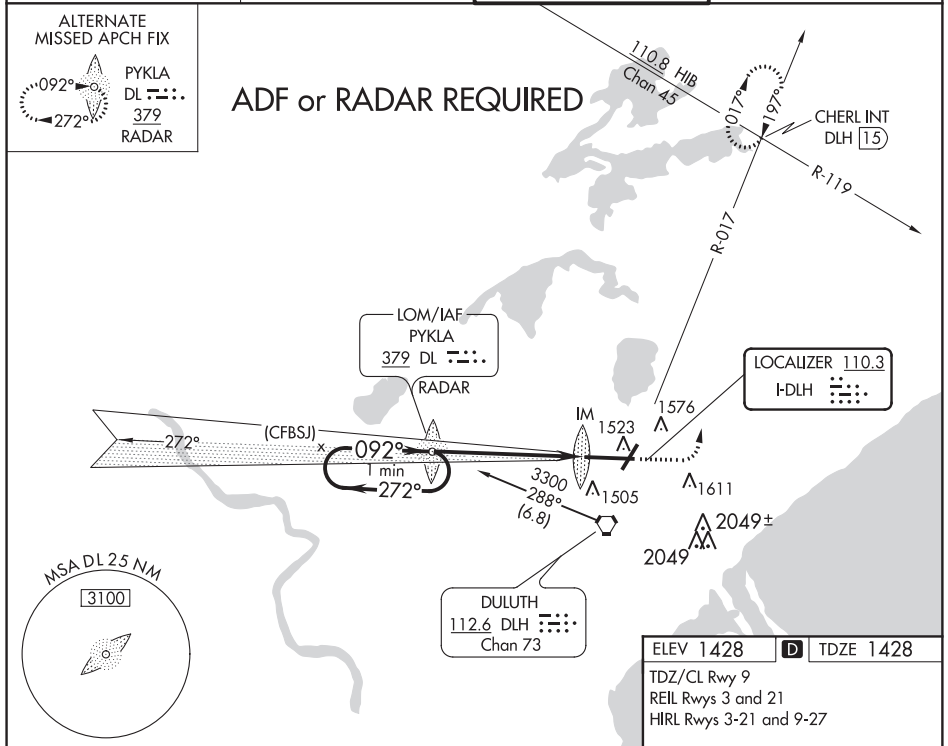 ALTERNATE
MISSED APCH FIX
092°
272°
PYKLA
DL
379
RADAR
ADF or RADAR REQUIRED
110.8 HIB
Chan 45
017°
197°
CHERL INT
DLH 15
R-119
R-017
LOM/IAF
PYKLA
379 DL
RADAR
LOCALIZER 110.3
I-DLH
272°
(CFBSJ)
x
092°
1 min
272°
IM
1523
1576
3300
288°
(6.8)
1505
1611
2049±
2049
MSA DL 25 NM
3100
DULUTH
112.6 DLH
Chan 73
ELEV 1428 D TDZE 1428
TDZ/CL Rwy 9
REIL Rwys 3 and 21
HIRL Rwys 3-21 and 9-27